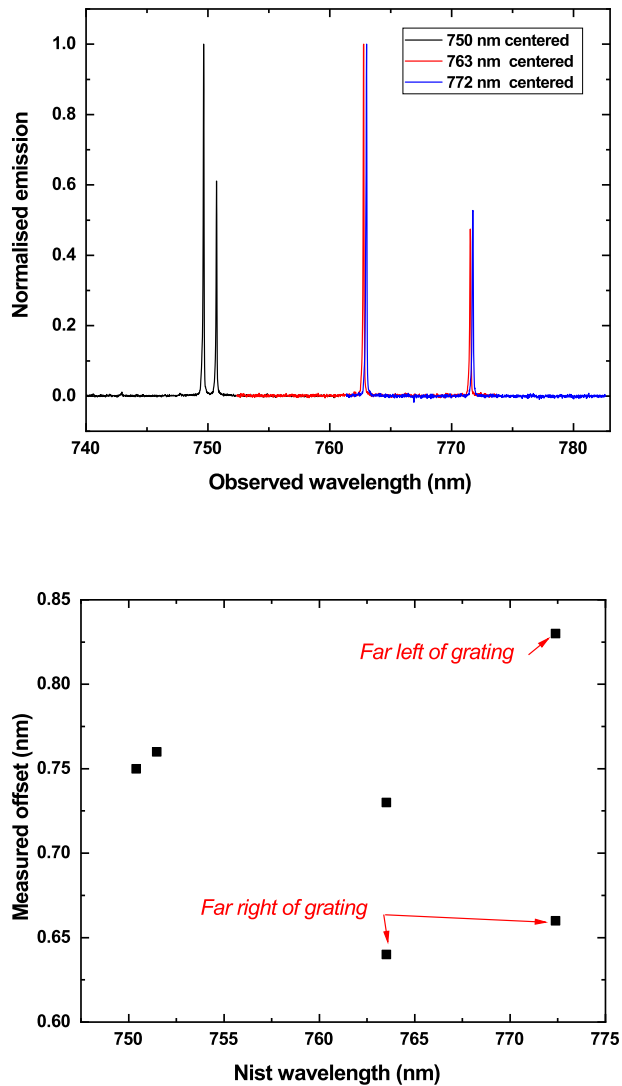 750 nm centered
763 nm  centered
772 nm  centered
1.0
0.8
0.6
0.4
0.2
0.0
Normalised emission
740 750 760 770 780
Observed wavelength (nm)
0.85
0.80
0.75
0.70
0.65
0.60
Measured offset (nm)
Far left of grating
Far right of grating
750 755 760 763 770 772 775
Nist wavelength (nm)